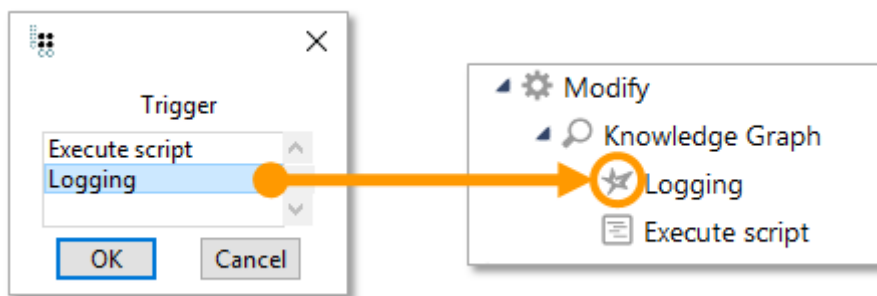 Trigger
Execute script
Logging
OK
Cancel
Modify
Knowledge Graph
Logging
Execute script